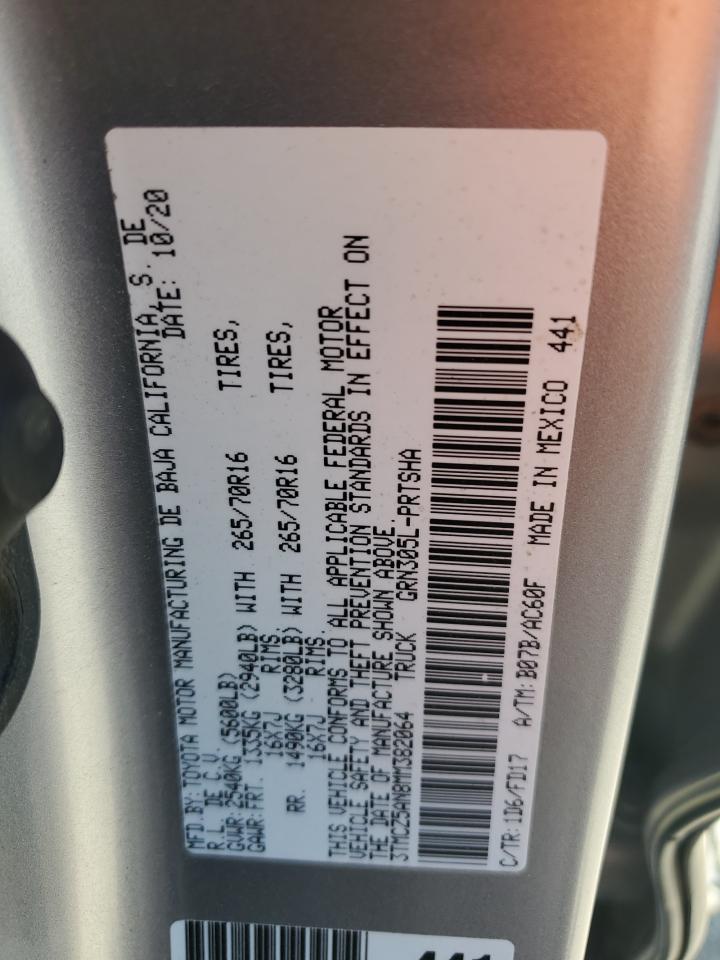 MFD.BY:TOYOTA MOTOR MANUFACTURING DE BAJA CALIFORNIA, S. DE
R.L. DE C.V. DATE: 10/20
GVWR: 2540KG (5600LB)
GAWR: FRT. 1335KG (2940LB) WITH 265/70R16 TIRES,
16X7J RIMS.
RR. 1490KG (3280LB) WITH 265/70R16 TIRES,
16X7J RIMS.
THIS VEHICLE CONFORMS TO ALL APPLICABLE FEDERAL MOTOR
VEHICLE SAFETY AND THEFT PREVENTION STANDARDS IN EFFECT ON
THE DATE OF MANUFACTURE SHOWN ABOVE.
3TMCZ5AN8MM382064 TRUCK GRN305L-PRTSHA
C/TR:1D6/FD17 A/TM:B07B/AC60F MADE IN MEXICO 441
441